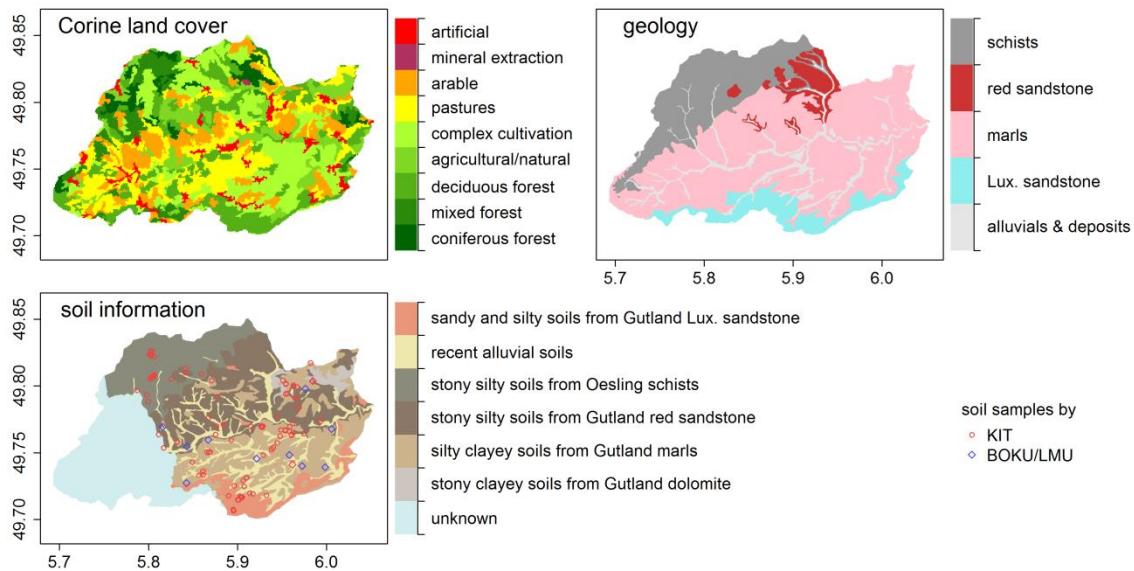 Corine land cover
49.85
49.80
49.75
49.70
artificial
mineral extraction
arable
pastures
complex cultivation
agricultural/natural
deciduous forest
mixed forest
coniferous forest
geology
schists
red sandstone
marls
Lux. sandstone
alluvials & deposits
5.7
5.8
5.9
6.0
soil information
49.85
49.80
49.75
49.70
5.7
5.8
5.9
6.0
sandy and silty soils from Gutland Lux. sandstone
recent alluvial soils
stony silty soils from Oesling schists
stony silty soils from Gutland red sandstone
silty clayey soils from Gutland marls
stony clayey soils from Gutland dolomite
unknown
soil samples by
KIT
BOKU/LMU